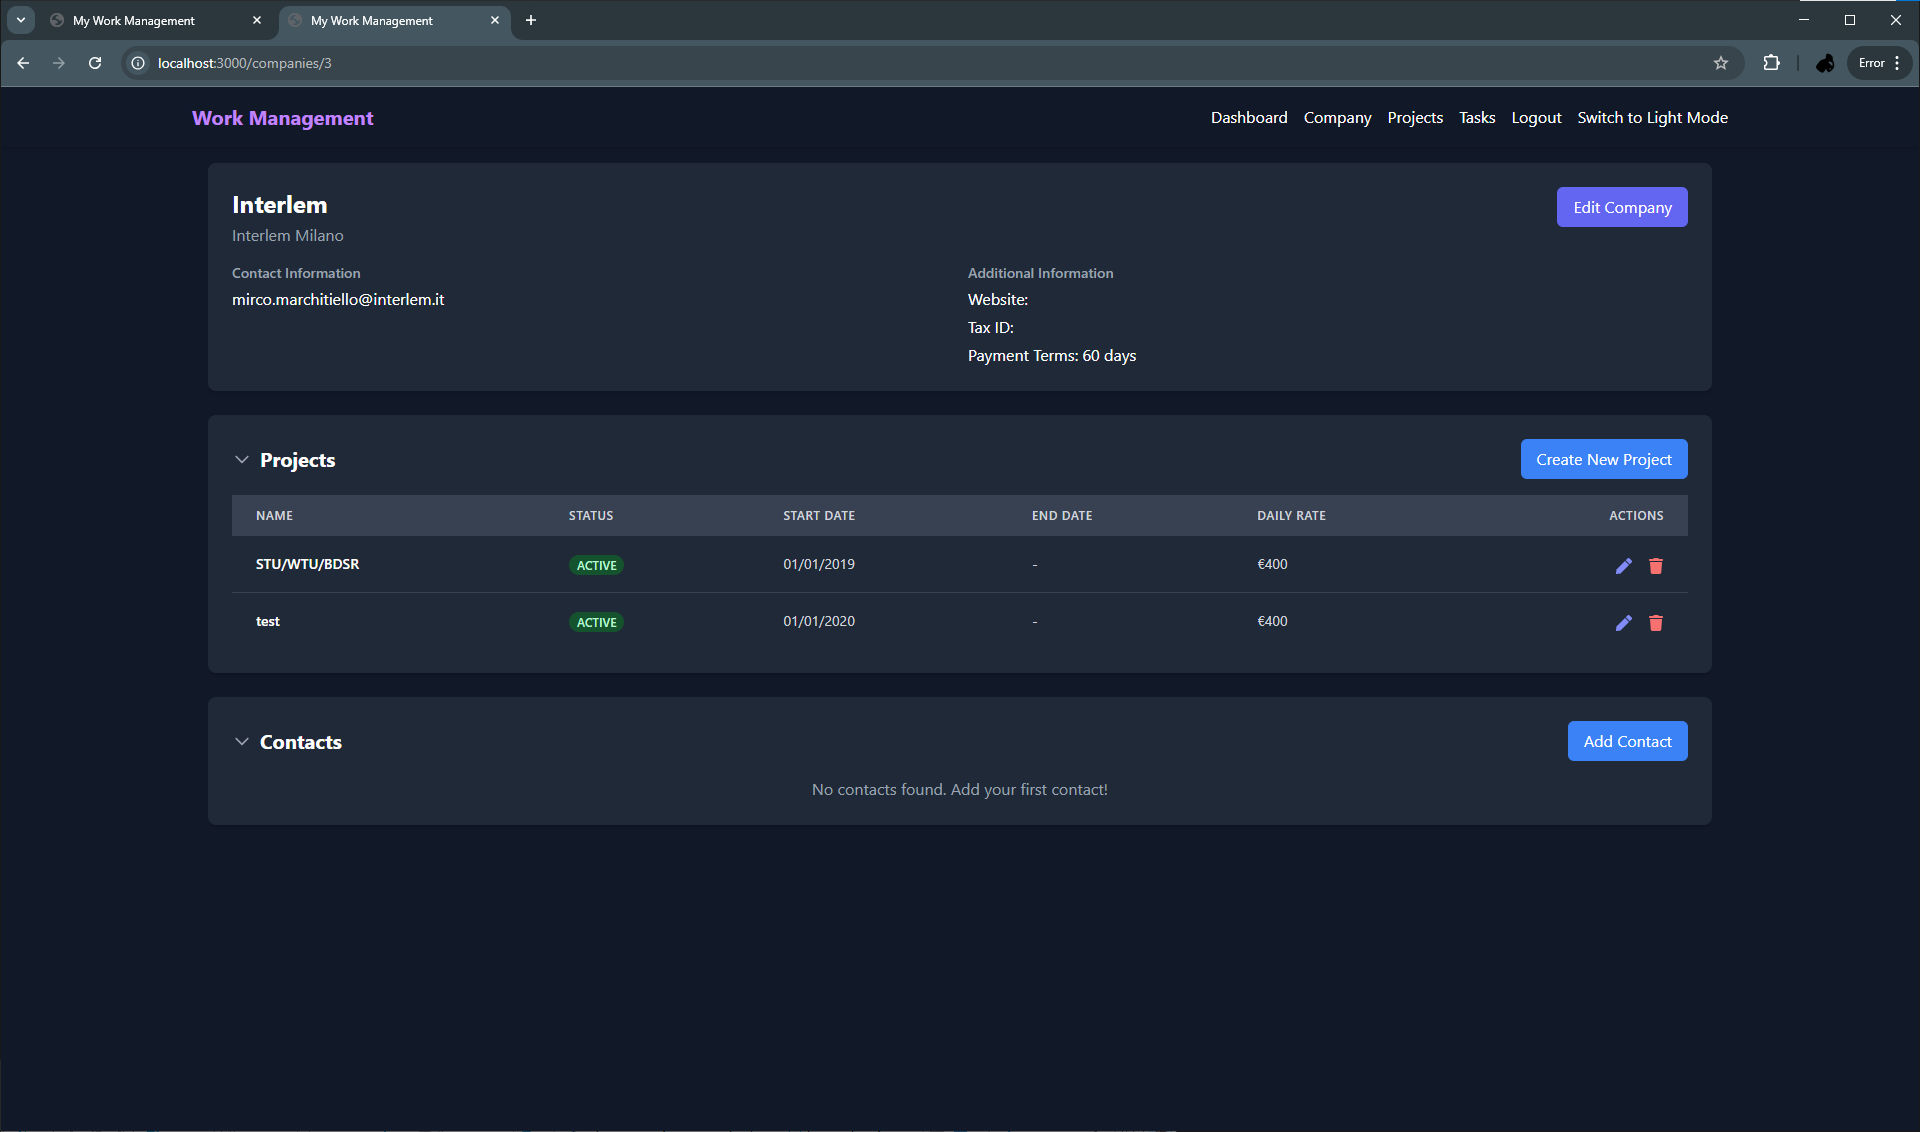 My Work Management
My Work Management
localhost:3000/companies/3
Error
Work Management
Dashboard Company Projects Tasks Logout Switch to Light Mode
Interlem
Edit Company
Interlem Milano
Contact Information
mirco.marchitiello@interlem.it
Additional Information
Website:
Tax ID:
Payment Terms: 60 days
Projects
Create New Project
NAME STATUS START DATE END DATE DAILY RATE ACTIONS
STU/WTU/BDSR ACTIVE 01/01/2019 - €400
test ACTIVE 01/01/2020 - €400
Contacts
Add Contact
No contacts found. Add your first contact!